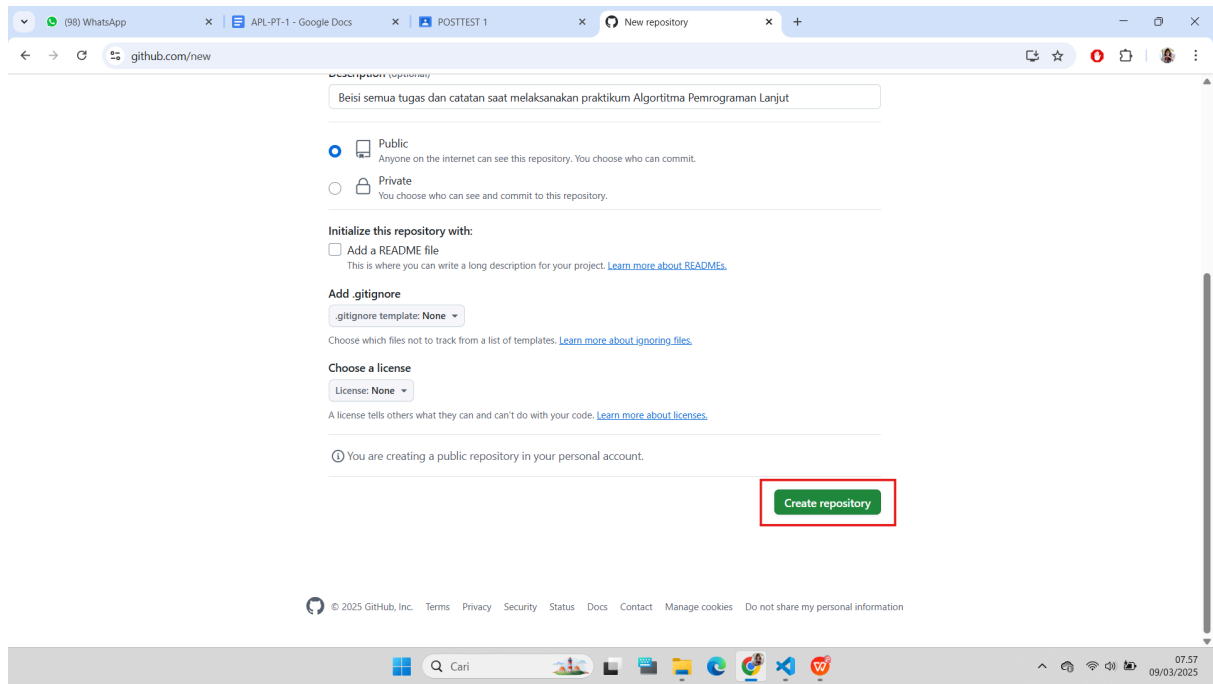 (98) WhatsApp
APL-PT-1 - Google Docs
POSTTEST 1
New repository
github.com/new
Description (optional)
Beisi semua tugas dan catatan saat melaksanakan praktikum Algortitma Pemrograman Lanjut
Public
Anyone on the internet can see this repository. You choose who can commit.
Private
You choose who can see and commit to this repository.
Initialize this repository with:
Add a README file
This is where you can write a long description for your project. Learn more about READMEs.
Add .gitignore
.gitignore template: None
Choose which files not to track from a list of templates. Learn more about ignoring files.
Choose a license
License: None
A license tells others what they can and can't do with your code. Learn more about licenses.
You are creating a public repository in your personal account.
Create repository
© 2025 GitHub, Inc. Terms Privacy Security Status Docs Contact Manage cookies Do not share my personal information
Cari
07.57
09/03/2025